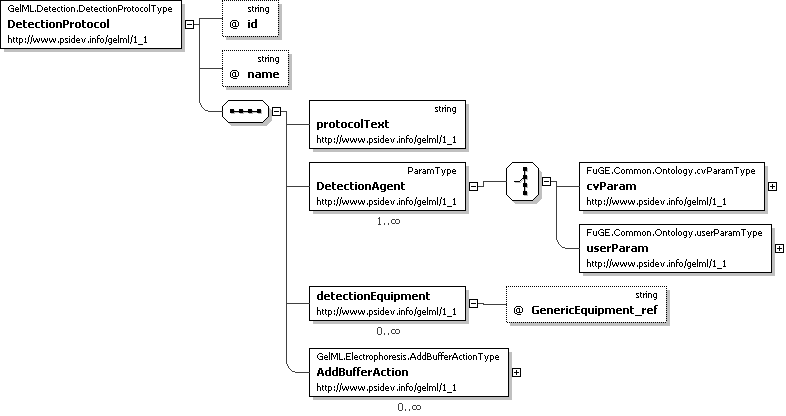 GelML.Detection.DetectionProtocolType
DetectionProtocol
http://www.psidev.info/gelml/1_1
string
@ id
string
@ name
string
protocolText
http://www.psidev.info/gelml/1_1
ParamType
DetectionAgent
http://www.psidev.info/gelml/1_1
1..∞
FuGE.Common.Ontology.cvParamType
cvParam
http://www.psidev.info/gelml/1_1
FuGE.Common.Ontology.userParamType
userParam
http://www.psidev.info/gelml/1_1
detectionEquipment
http://www.psidev.info/gelml/1_1
0..∞
string
@ GenericEquipment_ref
GelML.Electrophoresis.AddBufferActionType
AddBufferAction
http://www.psidev.info/gelml/1_1
0..∞